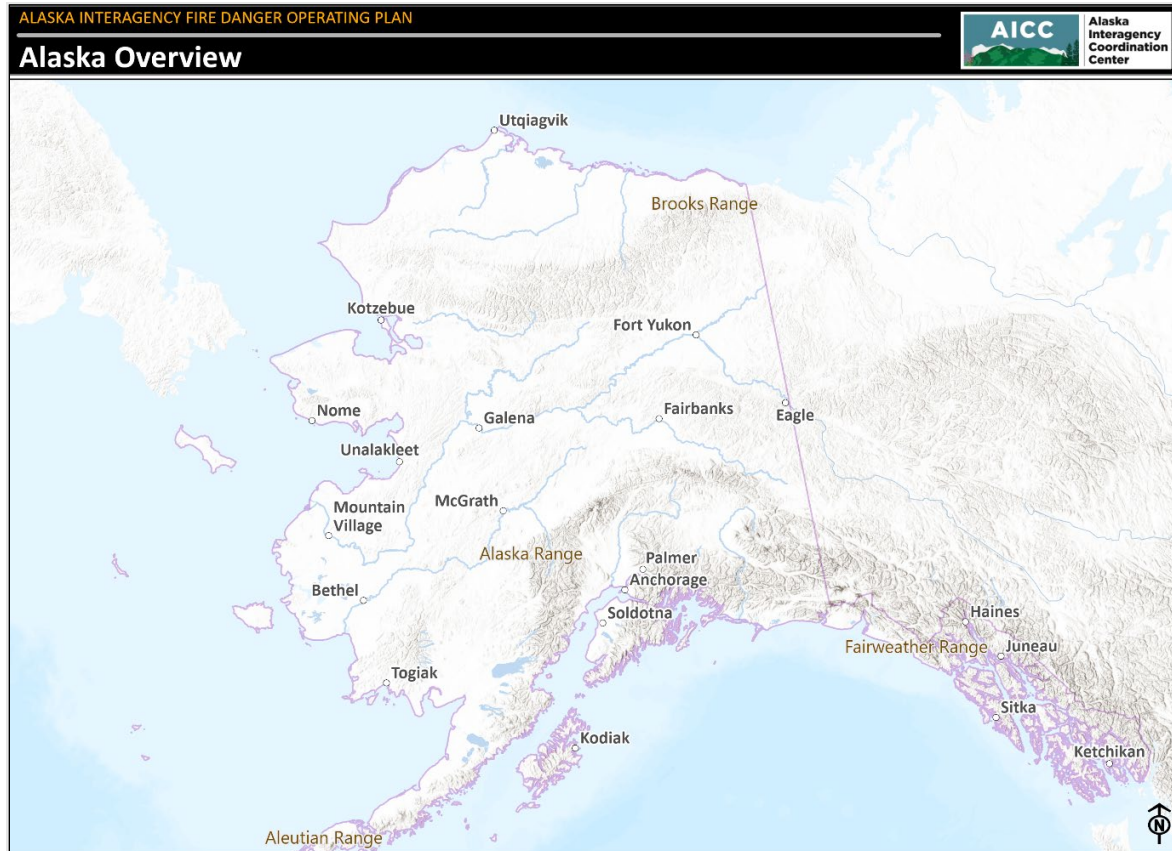 ALASKA INTERAGENCY FIRE DANGER OPERATING PLAN
Alaska Overview
AICC
Alaska
Interagency
Coordination
Center
Utqiagvik
Brooks Range
Kotzebue
Fort Yukon
Nome
Galena
Fairbanks
Eagle
Unalakleet
McGrath
Mountain
Village
Alaska Range
Palmer
Anchorage
Bethel
Soldotna
Haines
Fairweather Range
Juneau
Togiak
Sitka
Kodiak
Ketchikan
Aleutian Range
N